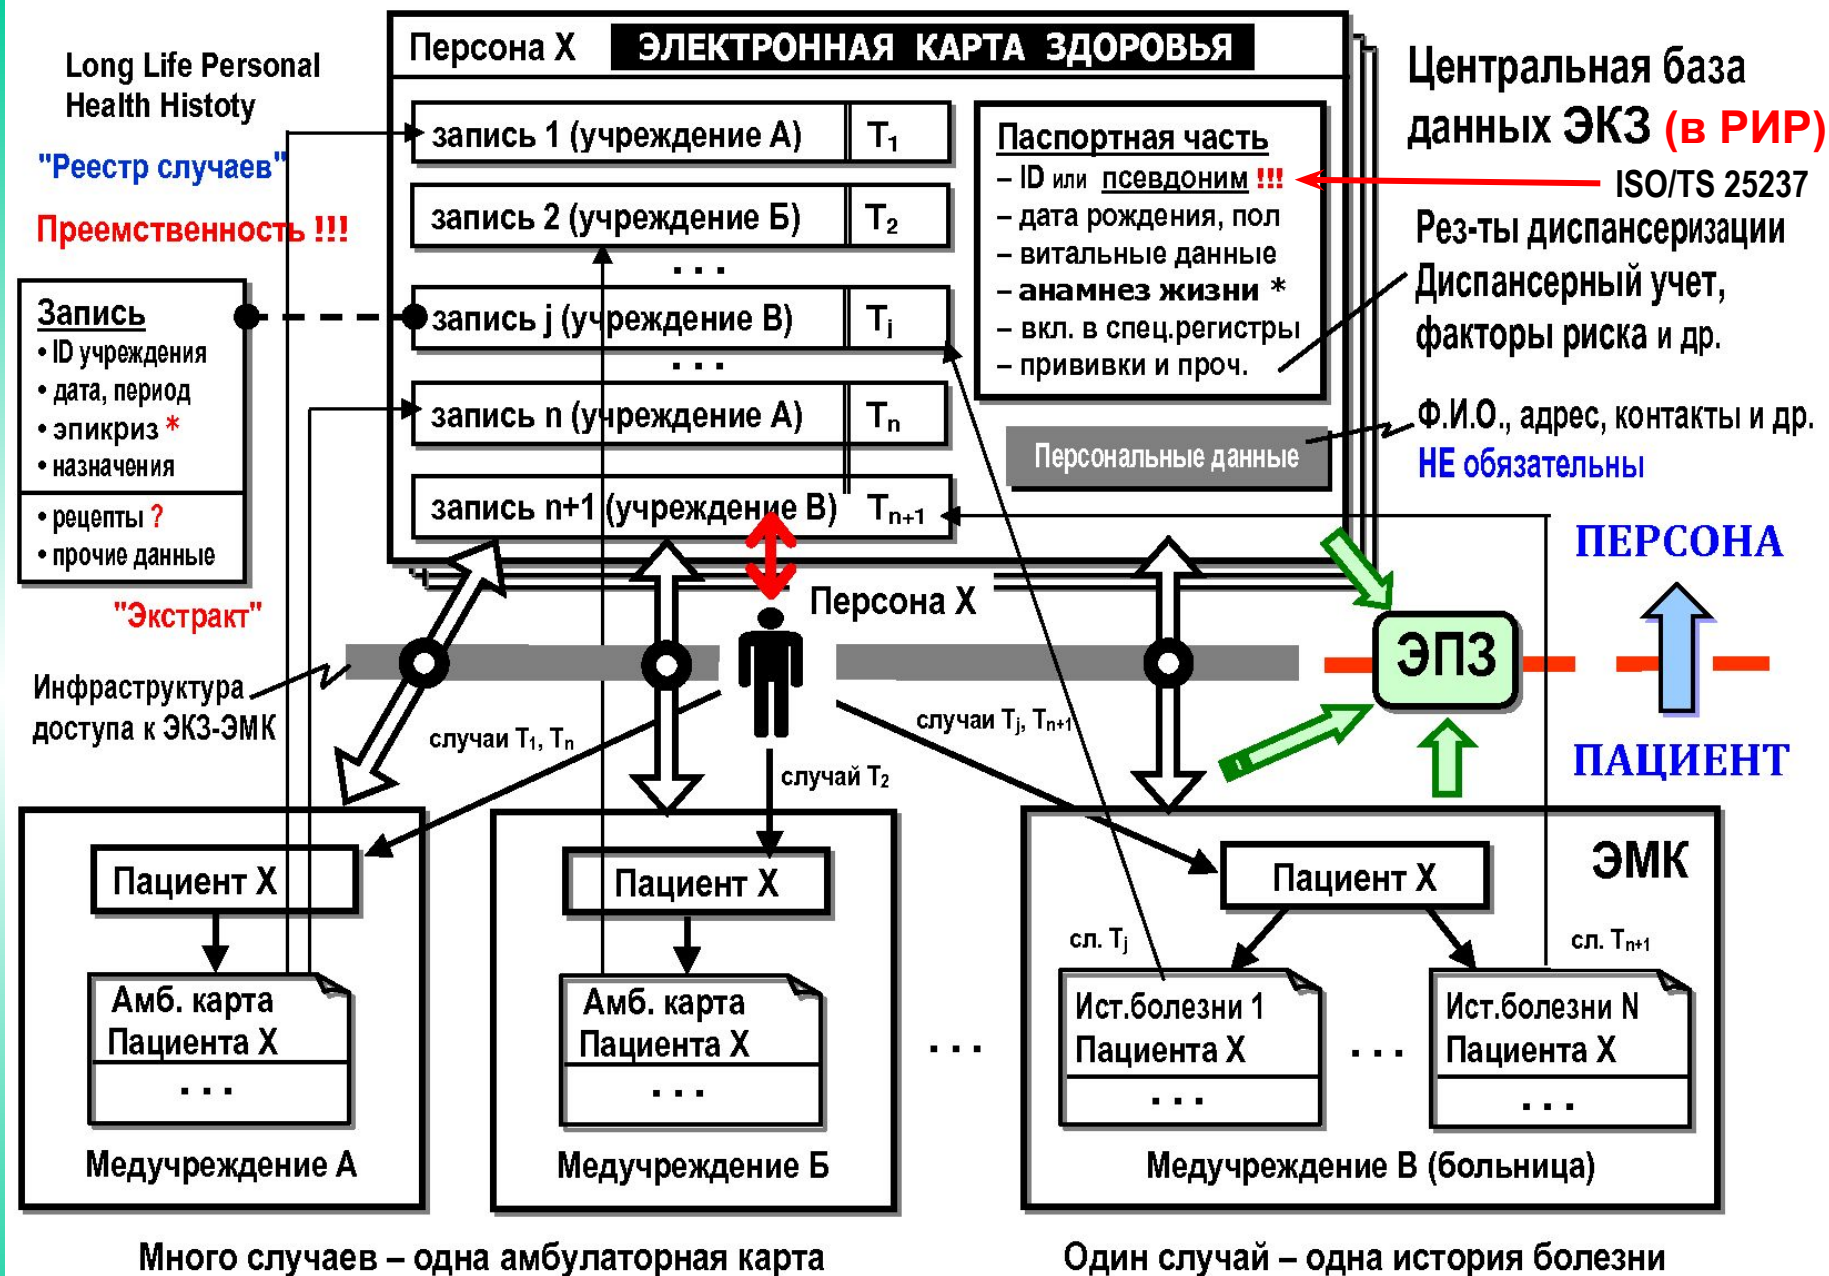 Персона X ЭЛЕКТРОННАЯ КАРТА ЗДОРОВЬЯ
Long Life Personal
Health Histoty
"Реестр случаев"
Преемственность !!!
Центральная база
данных ЭКЗ (в РИР)
ISO/TS 25237
запись 1 (учреждение А) T1
запись 2 (учреждение Б) T2
. . .
запись j (учреждение В) Tj
. . .
запись n (учреждение А) Tn
запись n+1 (учреждение В) Tn+1
Паспортная часть
– ID или псевдоним !!!
– дата рождения, пол
– витальные данные
– анамнез жизни *
– вкл. в спец.регистры
– прививки и проч.
Рез-ты диспансеризации
Диспансерный учет,
факторы риска и др.
Персональные данные
Ф.И.О., адрес, контакты и др.
НЕ обязательны
Запись
• ID учреждения
• дата, период
• эпикриз *
• назначения
• рецепты ?
• прочие данные
"Экстракт"
Персона X
ПЕРСОНА
ЭПЗ
ПАЦИЕНТ
Инфраструктура
доступа к ЭКЗ-ЭМК
случаи T1, Tn
случай T2
случаи Tj, Tn+1
Пациент X
Амб. карта
Пациента X
. . .
Медучреждение А
Пациент X
Амб. карта
Пациента X
. . .
Медучреждение Б
. . .
ЭМК
Пациент X
сл. Tj
сл. Tn+1
Ист.болезни 1
Пациента X
. . .
. . .
Ист.болезни N
Пациента X
. . .
Медучреждение В (больница)
Много случаев – одна амбулаторная карта
Один случай – одна история болезни